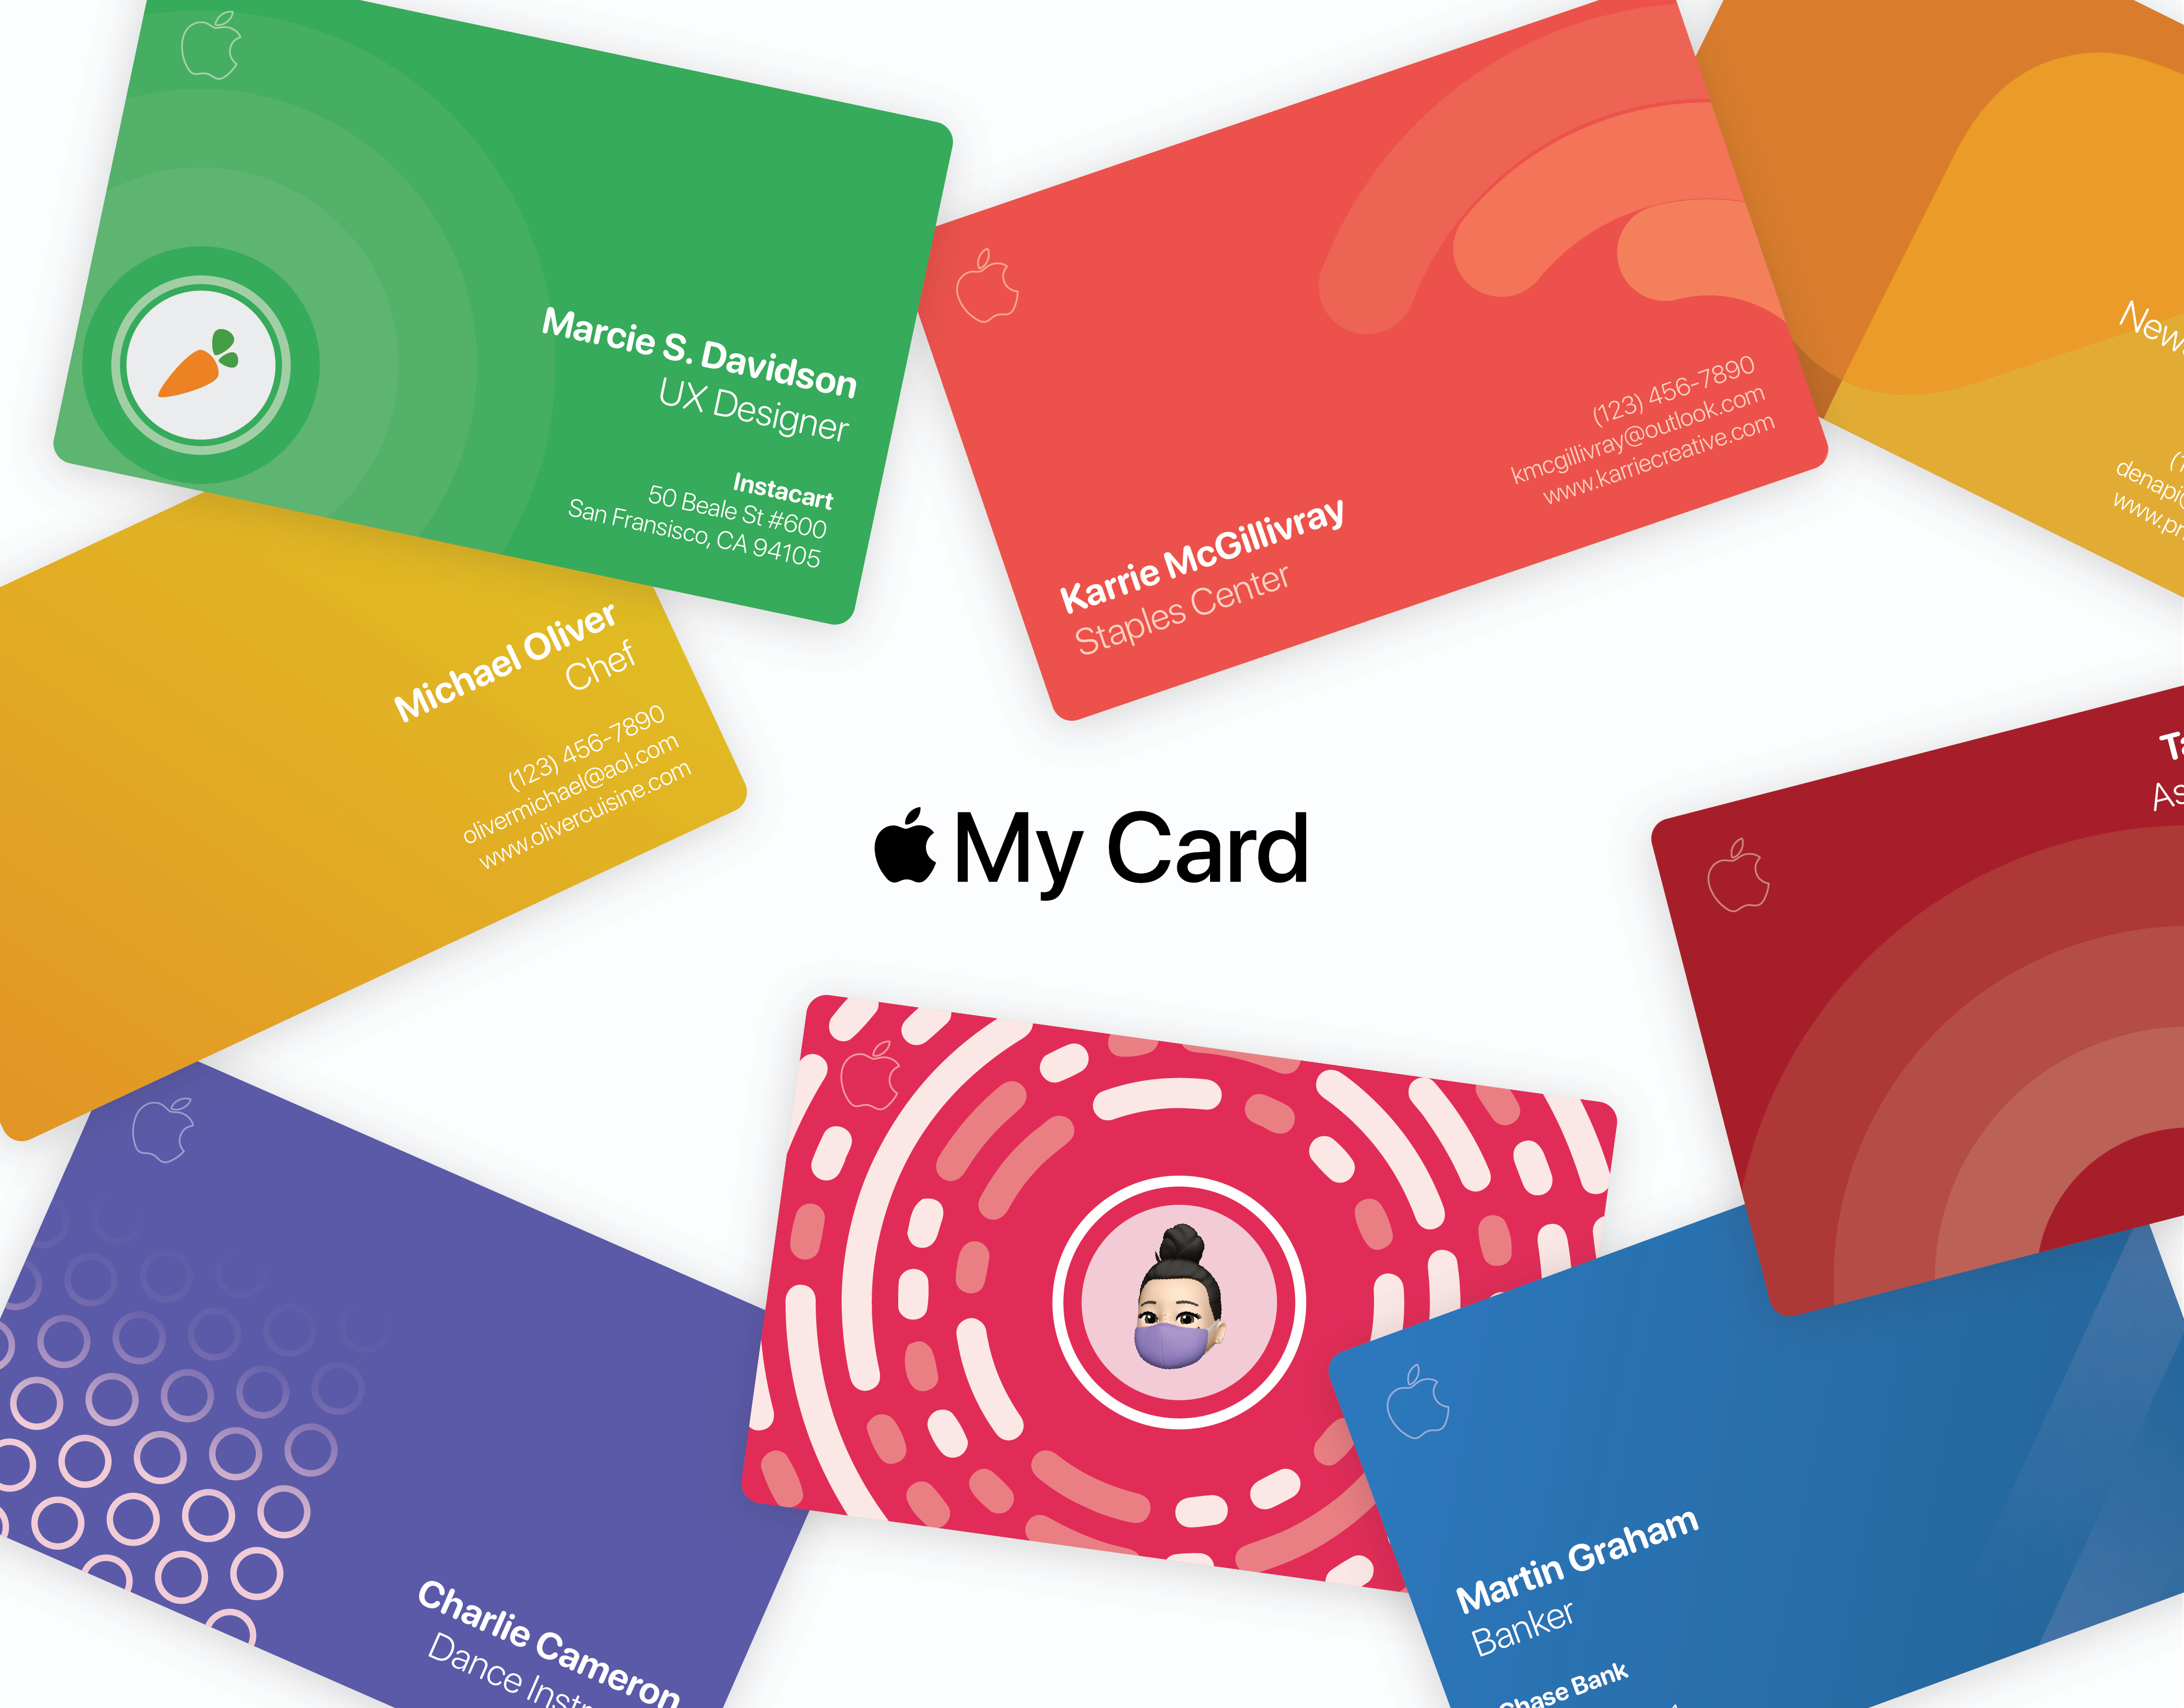 Marcie S. Davidson
UX Designer
Instacart
50 Beale St #600
San Fransisco, CA 94105
Karrie McGillivray
Staples Center
(123) 456-7890
kmcgillivray@outlook.com
www.karriecreative.com
Michael Oliver
Chef
(123) 456-7890
olivermichael@aol.com
www.olivercuisine.com
My Card
Charlie Cameron
Dance
Martin Graham
Banker
Chase Bank